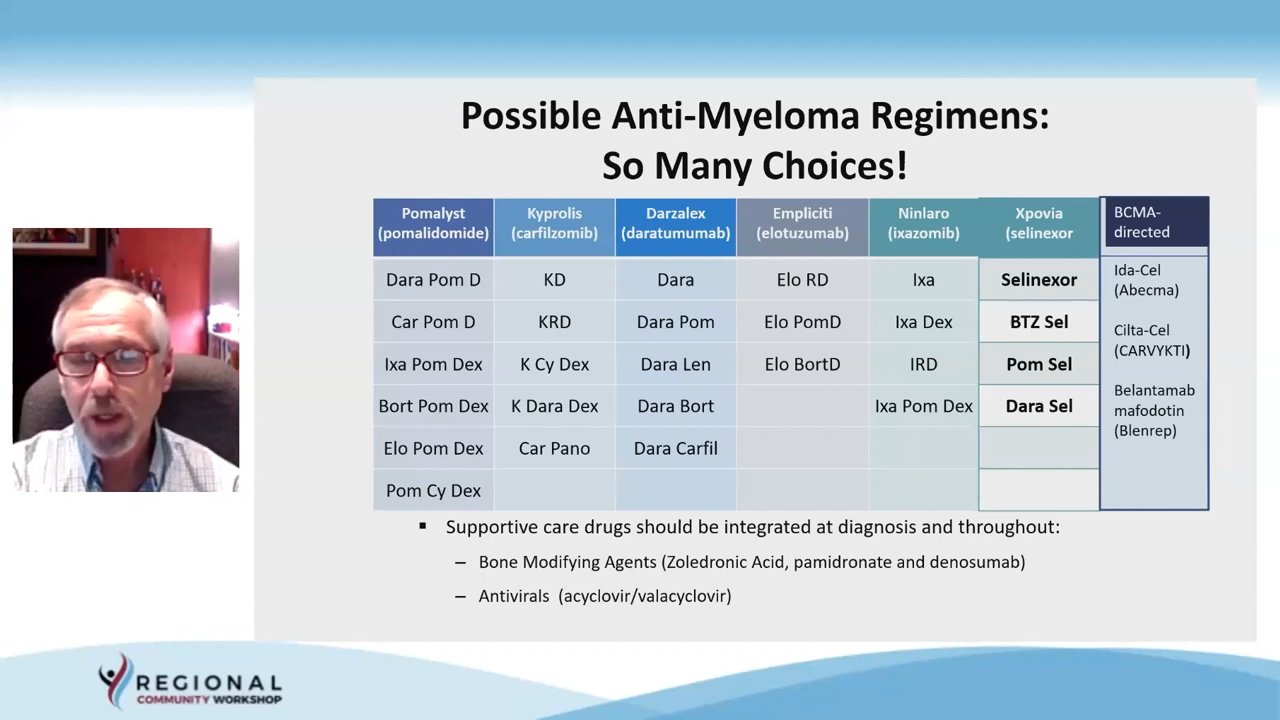 Possible Anti-Myeloma Regimens:
So Many Choices!
Pomalyst (pomalidomide) Kyprolis (carfilzomib) Darzalex (daratumumab) Empliciti (elotuzumab) Ninlaro (ixazomib) Xpovia (selinexor BCMA-directed
Dara Pom D KD Dara Elo RD Ixa Selinexor
Car Pom D KRD Dara Pom Elo PomD Ixa Dex BTZ Sel
Ixa Pom Dex K Cy Dex Dara Len Elo BortD IRD Pom Sel
Bort Pom Dex K Dara Dex Dara Bort Ixa Pom Dex Dara Sel
Elo Pom Dex Car Pano Dara Carfil
Pom Cy Dex
Ida-Cel
(Abecma)
Cilta-Cel
(CARVYKTI)
Belantamab
mafodotin
(Blenrep)
▪ Supportive care drugs should be integrated at diagnosis and throughout:
– Bone Modifying Agents (Zoledronic Acid, pamidronate and denosumab)
– Antivirals (acyclovir/valacyclovir)
REGIONAL
COMMUNITY WORKSHOP